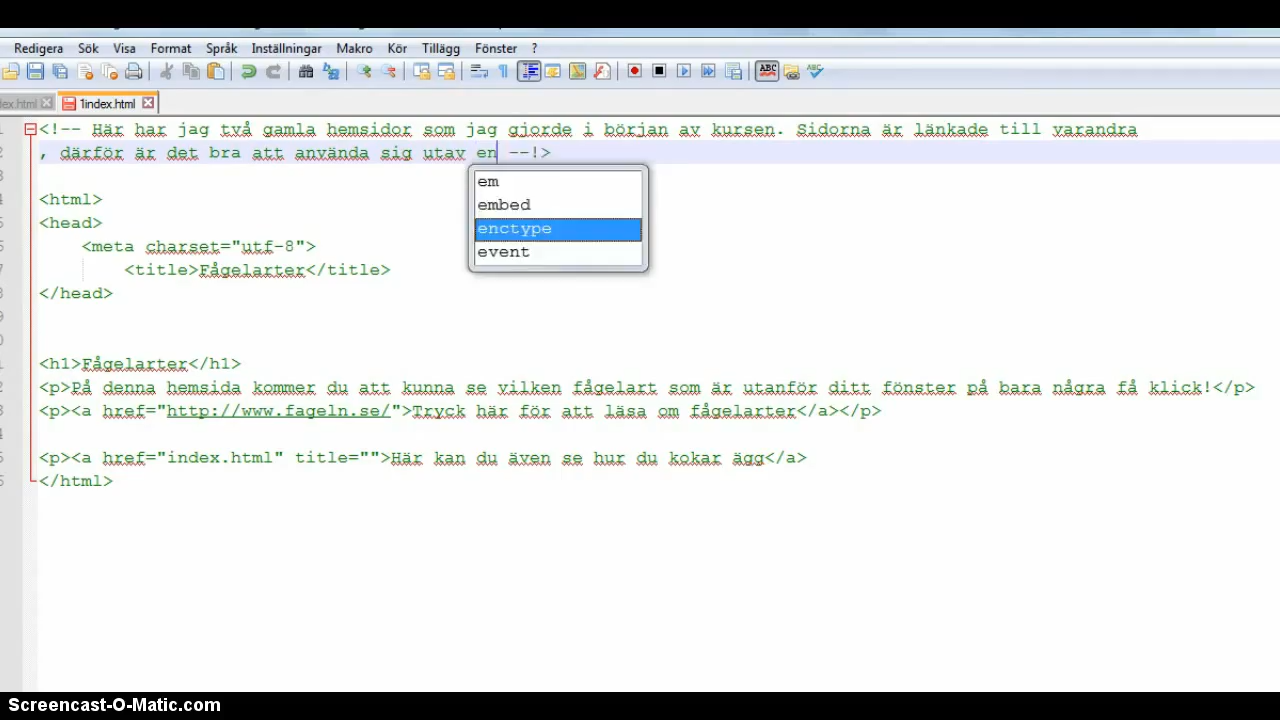 Redigera Sök Visa Format Språk Inställningar Makro Kör Tillägg Fönster ?
ABC ABC
ex.html 1index.html
<!-- Här har jag två gamla hemsidor som jag gjorde i början av kursen. Sidorna är länkade till varandra
, därför är det bra att använda sig utav en --!>
em
embed
enctype
event
<html>
<head>
<meta charset="utf-8">
<title>Fågelarter</title>
</head>
<h1>Fågelarter</h1>
<p>På denna hemsida kommer du att kunna se vilken fågelart som är utanför ditt fönster på bara några få klick!</p>
<p><a href="http://www.fageln.se/">Tryck här för att läsa om fågelarter</a></p>
<p><a href="index.html" title="">Här kan du även se hur du kokar ägg</a>
</html>
Screencast-O-Matic.com